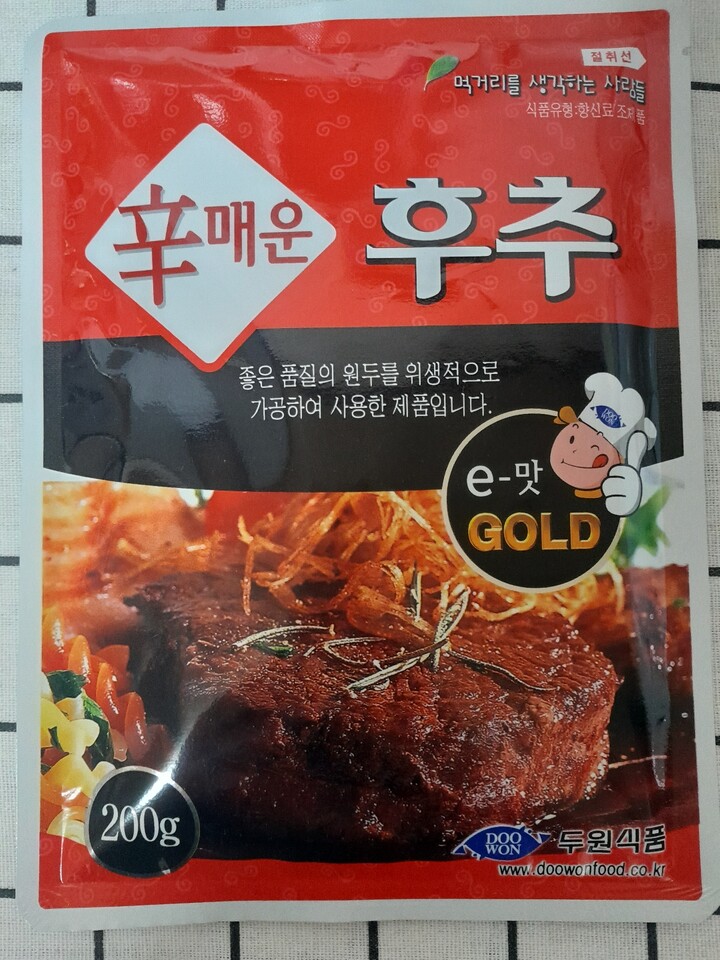 절취선
먹거리를 생각하는 사람들
식품유형:향신료조제품
辛매운 후추
좋은 품질의 원두를 위생적으로
가공하여 사용한 제품입니다.
DOO WON
e-맛
GOLD
200g
DOO WON 두원식품
www.doowonfood.co.kr